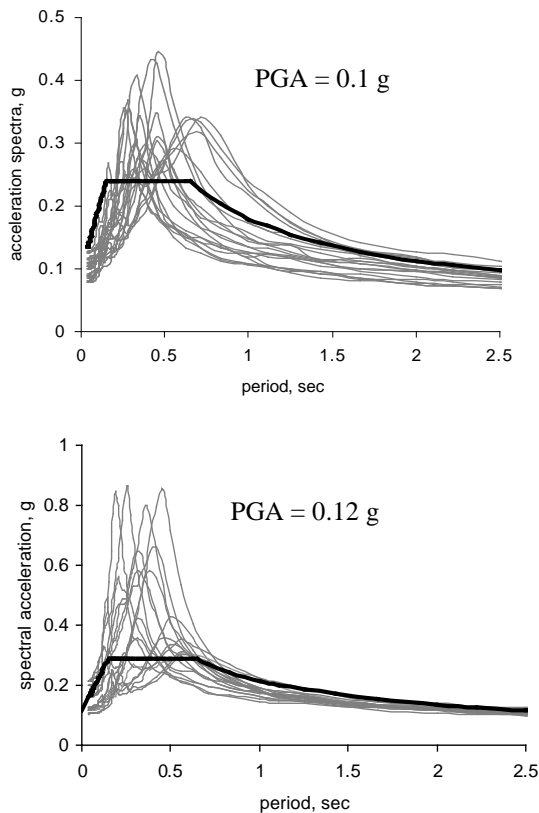 0.5
0.4
0.3
0.2
0.1
0
acceleration spectra, g
PGA = 0.1 g
0 0.5 1 1.5 2 2.5
period, sec
1
0.8
0.6
0.4
0.2
0
spectral acceleration, g
PGA = 0.12 g
0 0.5 1 1.5 2 2.5
period, sec